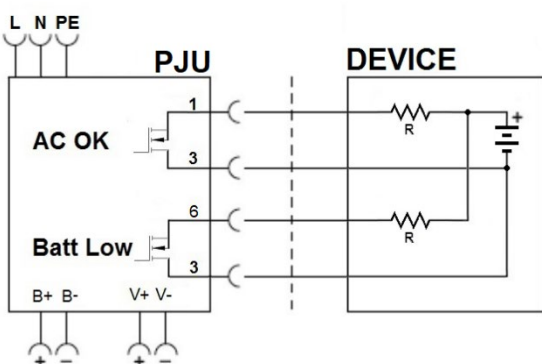 L N PE
PJU
DEVICE
1
AC OK
R
+
3
6
Batt Low
R
3
B+ B- V+ V-
+ − + −